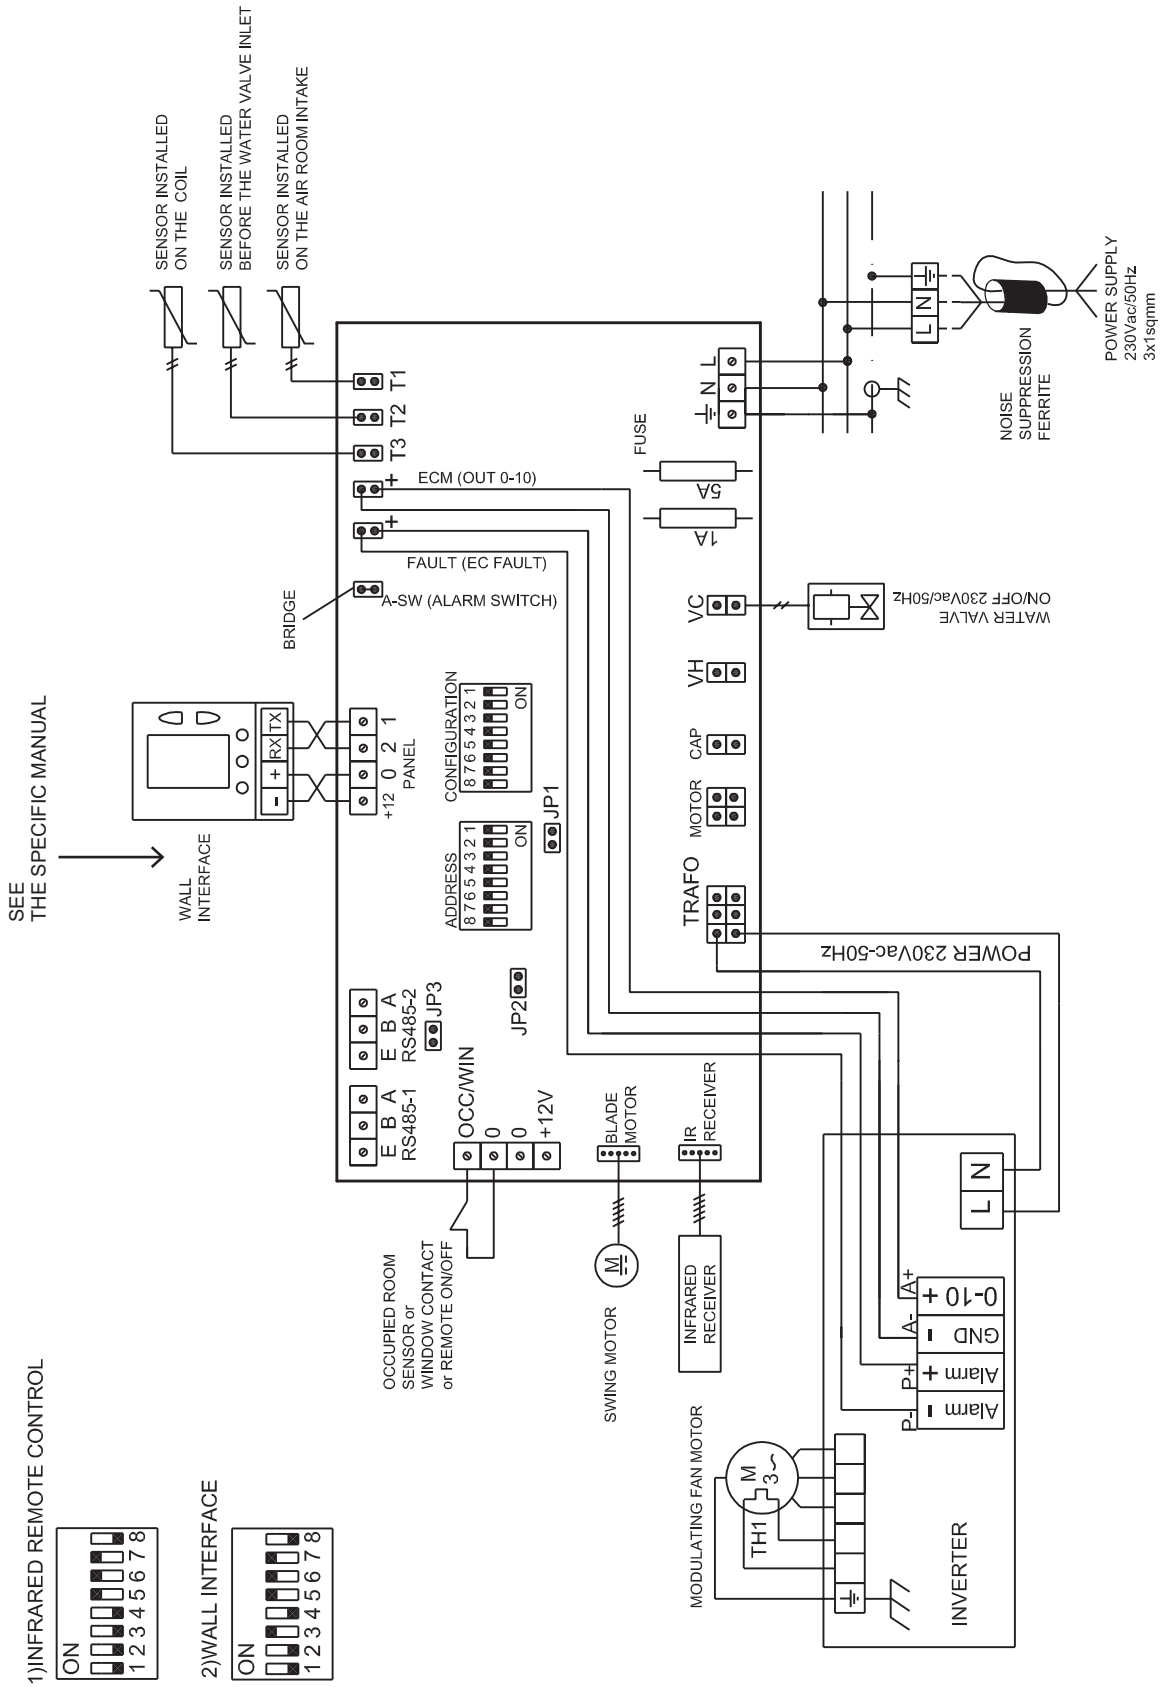 1)INFRARED REMOTE CONTROL
ON
1 2 3 4 5 6 7 8
2)WALL INTERFACE
ON
1 2 3 4 5 6 7 8
SEE
THE SPECIFIC MANUAL
WALL
INTERFACE
- + RX TX
+12 0 2 1
PANEL
BRIDGE
SENSOR INSTALLED
ON THE COIL
SENSOR INSTALLED
BEFORE THE WATER VALVE INLET
SENSOR INSTALLED
ON THE AIR ROOM INTAKE
T3 T2 T1
+
ECM (OUT 0-10)
+
FAULT (EC FAULT)
A-SW (ALARM SWITCH)
E B A
RS485-1
E B A
RS485-2
JP3
ADDRESS
8 7 6 5 4 3 2 1
ON
CONFIGURATION
8 7 6 5 4 3 2 1
ON
JP1
JP2
OCC/WIN
0
0
+12V
OCCUPIED ROOM
SENSOR or
WINDOW CONTACT
or REMOTE ON/OFF
BLADE
MOTOR
M
SWING MOTOR
IR
RECEIVER
INFRARED
RECEIVER
TRAFO
MOTOR
CAP
VH
VC
FUSE
1A
5A
N L
WATER VALVE
ON/OFF 230Vac/50Hz
POWER 230Vac-50Hz
L N
NOISE
SUPPRESSION
FERRITE
POWER SUPPLY
230Vac/50Hz
3x1sqmm
MODULATING FAN MOTOR
M
3~
TH1
INVERTER
P- P+ A- A+
- Alarm
+ Alarm
- GND
+ 0-10
L N